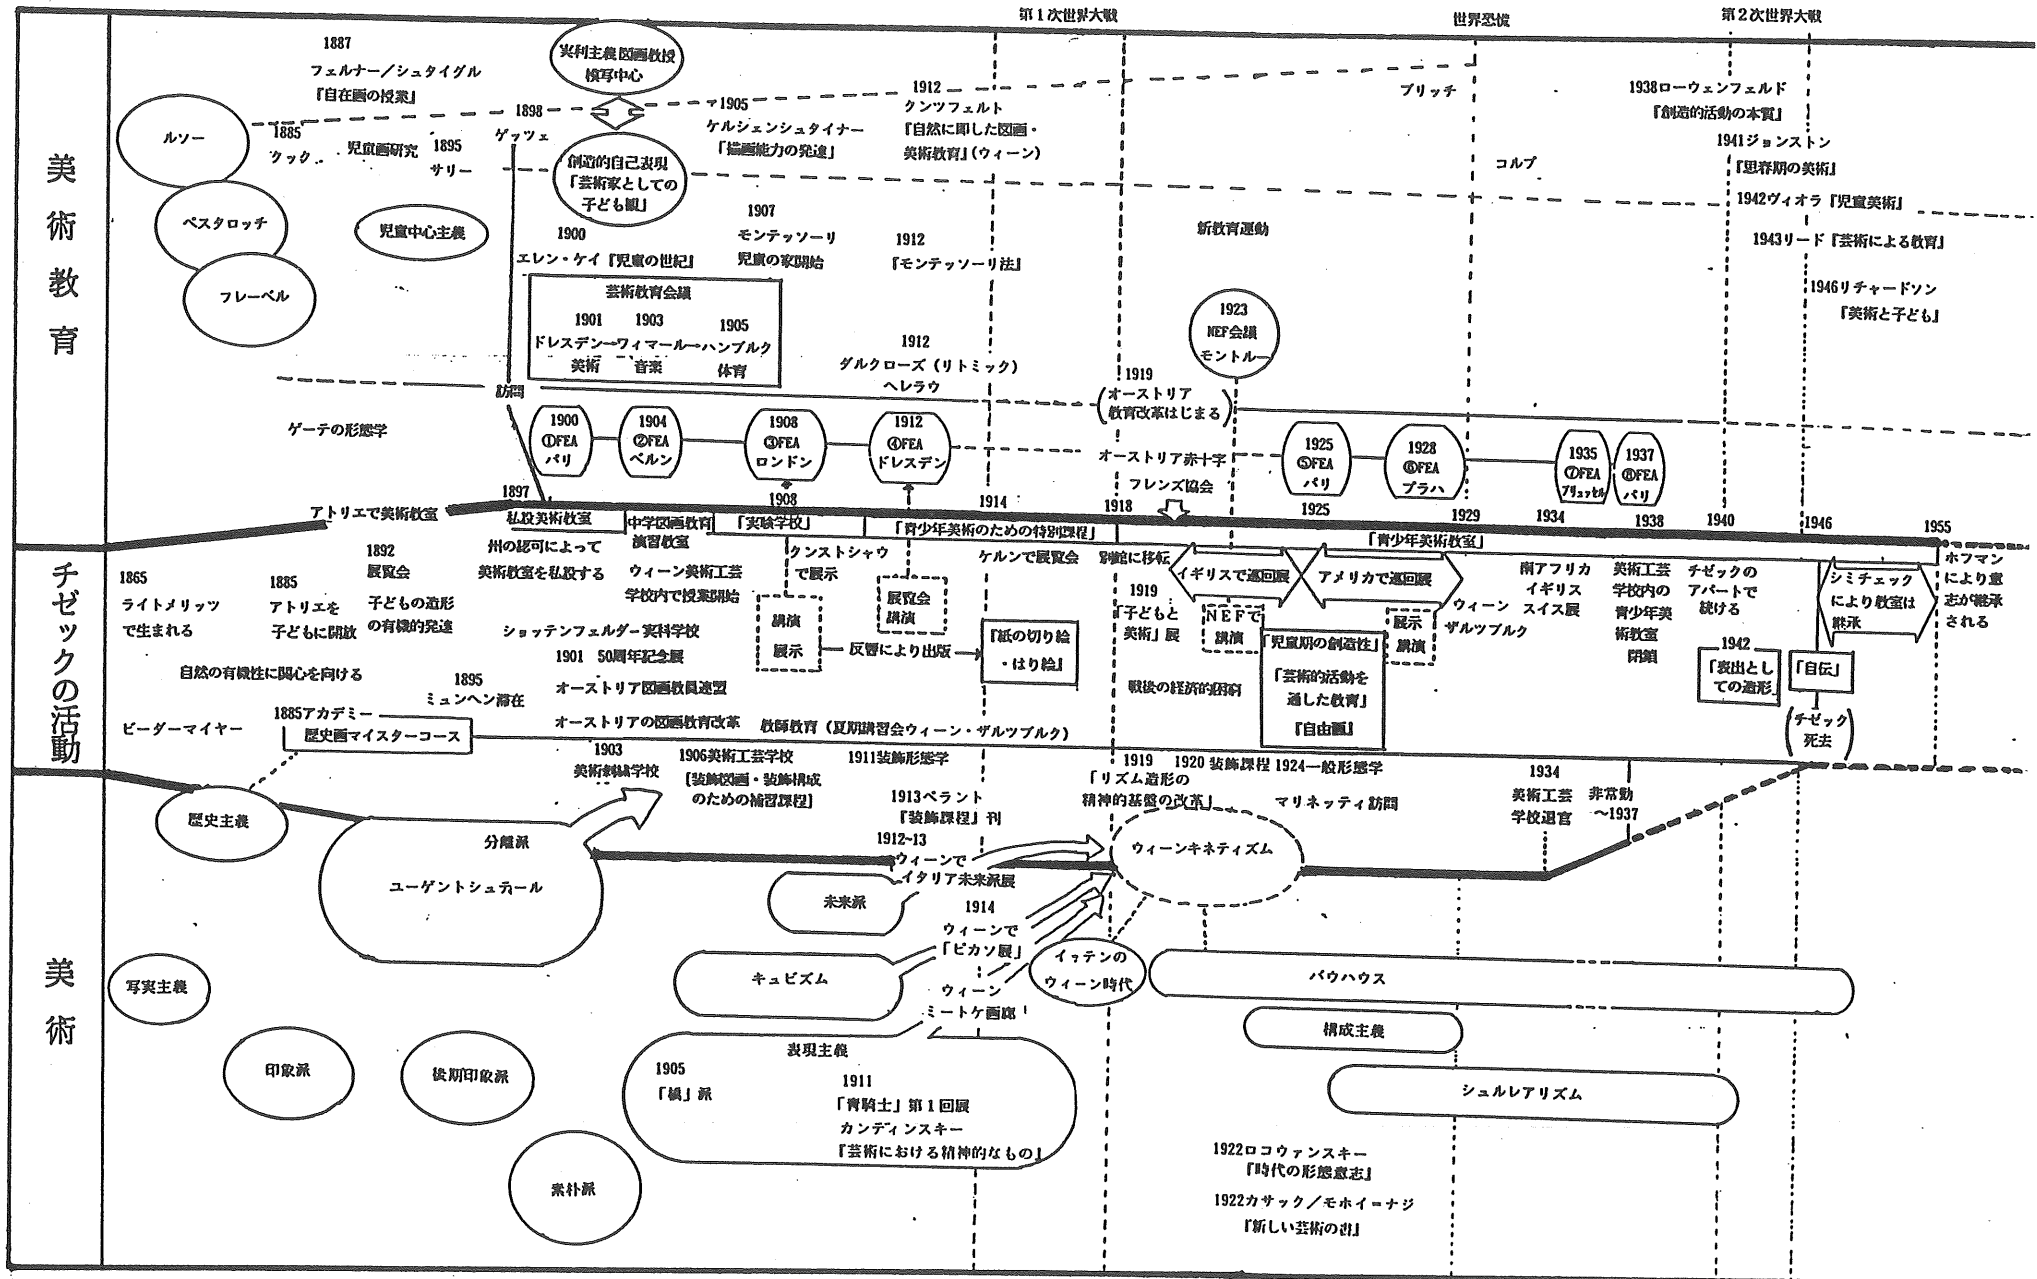 第1次世界大戦
世界恐慌
第2次世界大戦
美術教育
1887
フェルナー／シュタイグル
『自在画の授業』
実利主義図画教授
模写中心
ルソー
1885
クック
児童画研究
1895
サリー
1898
ゲッツェ
1905
ケルシェンシュタイナー
「描画能力の発達」
1912
クンツフェルト
『自然に即した図画・
美術教育』(ウィーン)
ブリッチ
コルプ
1938ローウェンフェルド
『創造的活動の本質』
1941ジョンストン
『思春期の美術』
1942ヴィオラ『児童美術』
1943リード『芸術による教育』
1946リチャードソン
『美術と子ども』
ペスタロッチ
フレーベル
児童中心主義
創造的自己表現
「芸術家としての
子ども観」
1900
エレン・ケイ『児童の世紀』
1907
モンテッソーリ
児童の家開始
1912
『モンテッソーリ法』
新教育運動
芸術教育会議
1901
1903
1905
ドレスデン→ワィマール→ハンブルク
美術
音楽
体育
1912
ダルクローズ（リトミック）
ヘレラウ
1923
NEF会議
モントルー
1919
オーストリア
教育改革はじまる
訪問
ゲーテの形態学
1900
①FEA
パリ
1904
②FEA
ベルン
1908
③FEA
ロンドン
1912
④FEA
ドレスデン
オーストリア赤十字
フレンズ協会
1925
⑤FEA
パリ
1928
⑥FEA
プラハ
1935
⑦FEA
ブリュッセル
1937
⑧FEA
パリ
チゼックの活動
アトリエで美術教室
1897
1908
1914
1918
1925
1929
1934
1938
1940
1946
1955
私設美術教室
中学図画教育
演習教室
「実験学校」
「青少年美術のための特別課程」
「青少年美術教室」
1865
ライトメリッツ
で生まれる
1885
アトリエを
子どもに開放
1892
展覧会
子どもの造形
の有機的発達
州の認可によって
美術教室を私設する
ウィーン美術工芸
学校内で授業開始
クンストシャウ
で展示
講演
展示
展覧会
講演
ケルンで展覧会
別館に移転
イギリスで巡回展
アメリカで巡回展
1919
「子どもと
美術」展
NEFで
講演
展示
講演
ウィーン
ザルツブルク
南アフリカ
イギリス
スイス展
美術工芸
学校内の
青少年美
術教室
閉鎖
チゼックの
アパートで
続ける
シミチェック
により教室は
継承
ホフマン
により意
志が継承
される
ショッテンフェルダー実科学校
1901 50周年記念展
反響により出版
『紙の切り絵
・はり絵』
「児童期の創造性」
「芸術的活動を
通した教育」
『自由画』
1942
「表出とし
ての造形」
「自伝」
チゼック
死去
自然の有機性に関心を向ける
1895
ミュンヘン滞在
オーストリア図画教員連盟
戦後の経済的困窮
ビーダーマイヤー
1885アカデミー
歴史画マイスターコース
オーストリアの図画教育改革
教師教育（夏期講習会ウィーン・ザルツブルク）
1903
美術刺繍学校
1906美術工芸学校
[装飾図画・装飾構成
のための補習課程]
1911装飾形態学
1913ベラント
『装飾課程』刊
1919
「リズム造形の
精神的基盤の改革」
1920 装飾課程
1924一般形態学
マリネッティ訪問
1934
美術工芸
学校退官
非常勤
～1937
美術
歴史主義
分離派
ユーゲントシュティール
1912~13
ウィーンで
イタリア未来派展
未来派
ウィーンキネティズム
1914
ウィーンで
「ピカソ展」
キュビズム
ウィーン
ミートケ画廊
イッテンの
ウィーン時代
バウハウス
構成主義
シュルレアリズム
写実主義
印象派
後期印象派
素朴派
表現主義
1905
「橋」派
1911
「青騎士」第1回展
カンディンスキー
『芸術における精神的なもの』
1922ロコウァンスキー
『時代の形態意志』
1922カサック／モホイーナジ
『新しい芸術の書』